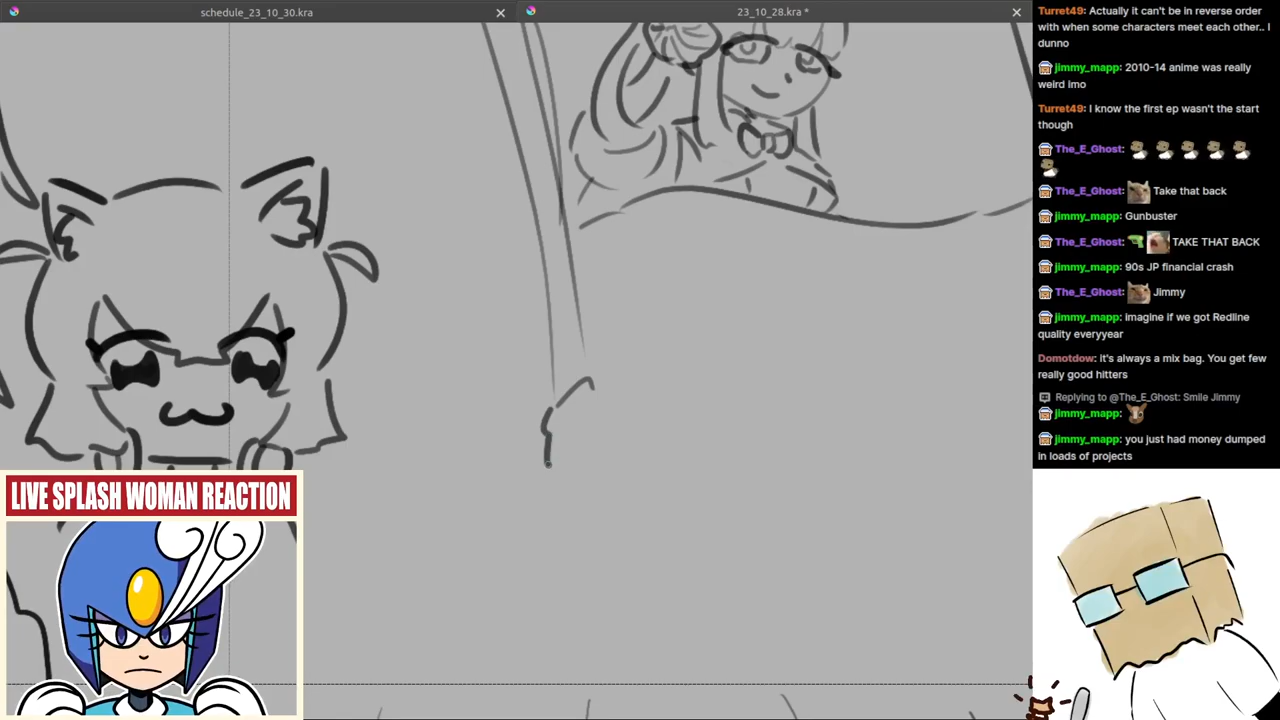 schedule_23_10_30.kra
23_10_28.kra *
Turret49: Actually it can't be in reverse order
with when some characters meet each other.. I
dunno
jimmy_mapp: 2010-14 anime was really
weird lmo
Turret49: I know the first ep wasn't the start
though
The_E_Ghost:
The_E_Ghost: Take that back
jimmy_mapp: Gunbuster
The_E_Ghost: TAKE THAT BACK
jimmy_mapp: 90s JP financial crash
The_E_Ghost: Jimmy
jimmy_mapp: imagine if we got Redline
quality everyyear
Domotdow: it's always a mix bag. You get few
really good hitters
Replying to @The_E_Ghost: Smile Jimmy
jimmy_mapp:
jimmy_mapp: you just had money dumped
in loads of projects
LIVE SPLASH WOMAN REACTION